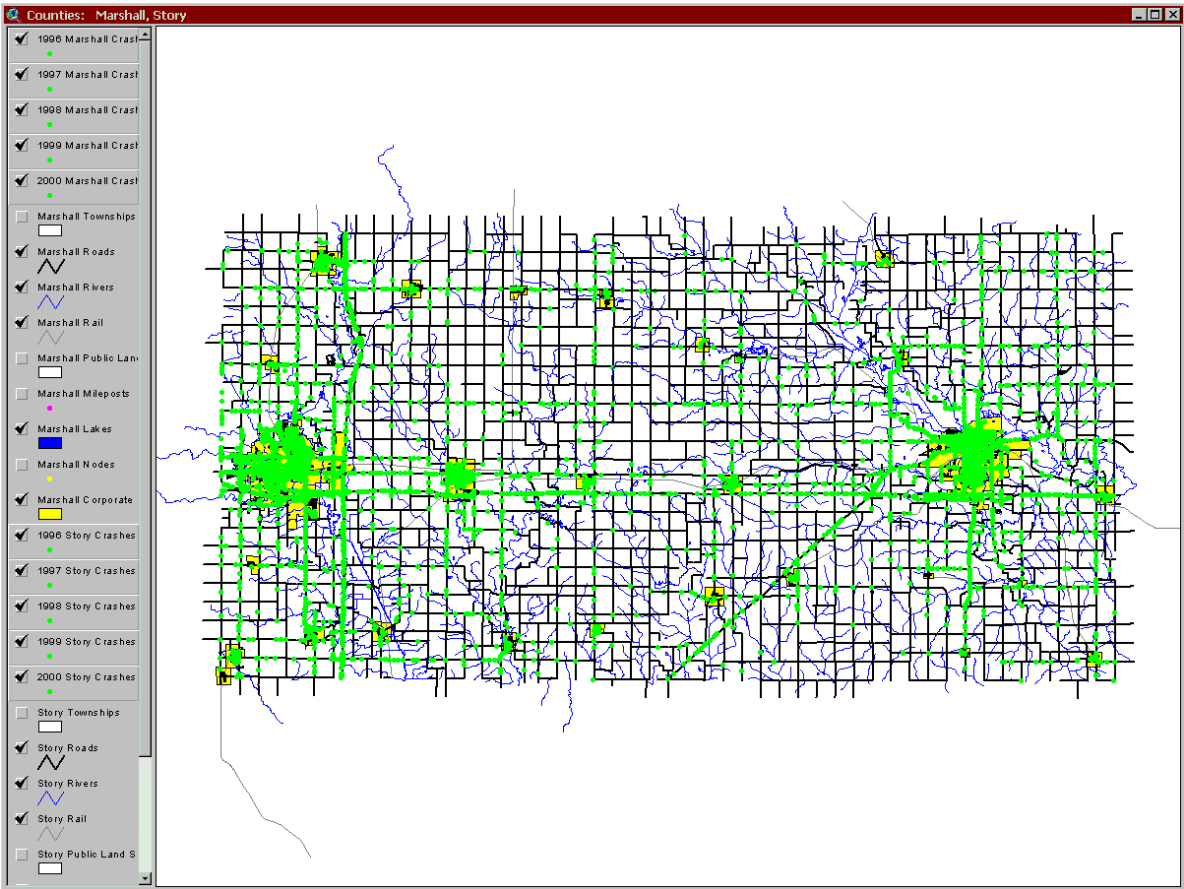 Counties: Marshall, Story
1996 Marshall Crash
1997 Marshall Crash
1998 Marshall Crash
1999 Marshall Crash
2000 Marshall Crash
Marshall Townships
Marshall Roads
Marshall Rivers
Marshall Rail
Marshall Public Lan
Marshall Mileposts
Marshall Lakes
Marshall Nodes
Marshall Corporate
1996 Story Crashes
1997 Story Crashes
1998 Story Crashes
1999 Story Crashes
2000 Story Crashes
Story Townships
Story Roads
Story Rivers
Story Rail
Story Public Land S